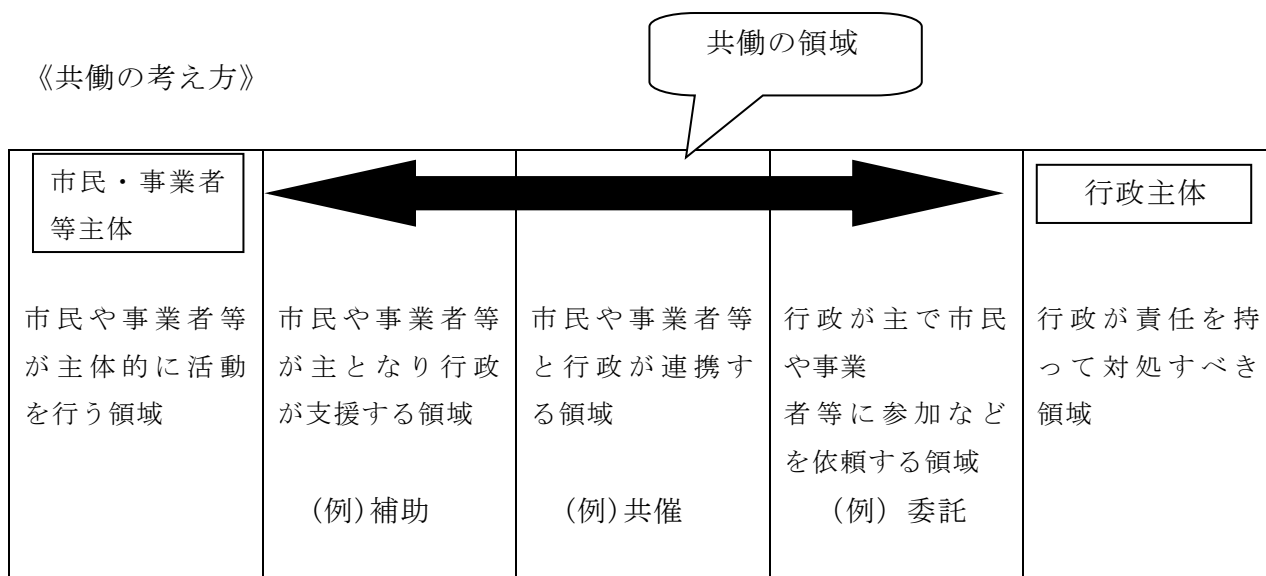 共働の領域
《共働の考え方》
市民・事業者
等主体
市民や事業者等
が主体的に活動
を行う領域
市民や事業者等
が主となり行政
が支援する領域
(例)補助
市民や事業者等
と行政が連携す
る領域
(例)共催
行政が主で市民
や事業
者等に参加など
を依頼する領域
(例) 委託
行政主体
行政が責任を持
って対処すべき
領域